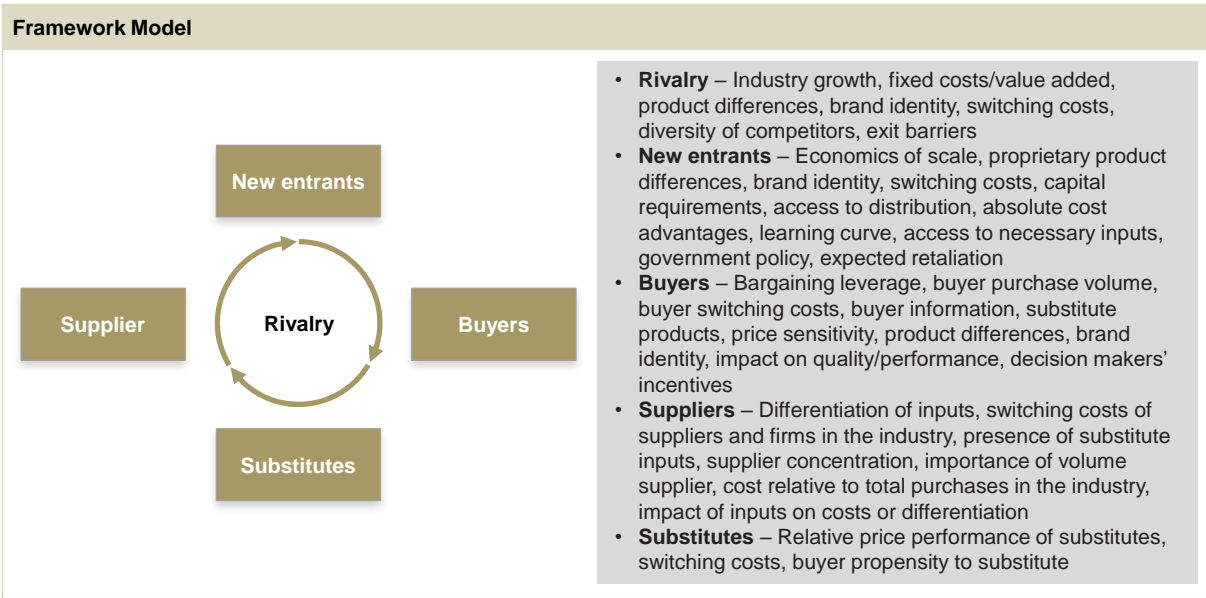 Framework Model
New entrants
Supplier
Rivalry
Buyers
Substitutes
• Rivalry – Industry growth, fixed costs/value added,
product differences, brand identity, switching costs,
diversity of competitors, exit barriers
• New entrants – Economics of scale, proprietary product
differences, brand identity, switching costs, capital
requirements, access to distribution, absolute cost
advantages, learning curve, access to necessary inputs,
government policy, expected retaliation
• Buyers – Bargaining leverage, buyer purchase volume,
buyer switching costs, buyer information, substitute
products, price sensitivity, product differences, brand
identity, impact on quality/performance, decision makers’
incentives
• Suppliers – Differentiation of inputs, switching costs of
suppliers and firms in the industry, presence of substitute
inputs, supplier concentration, importance of volume
supplier, cost relative to total purchases in the industry,
impact of inputs on costs or differentiation
• Substitutes – Relative price performance of substitutes,
switching costs, buyer propensity to substitute